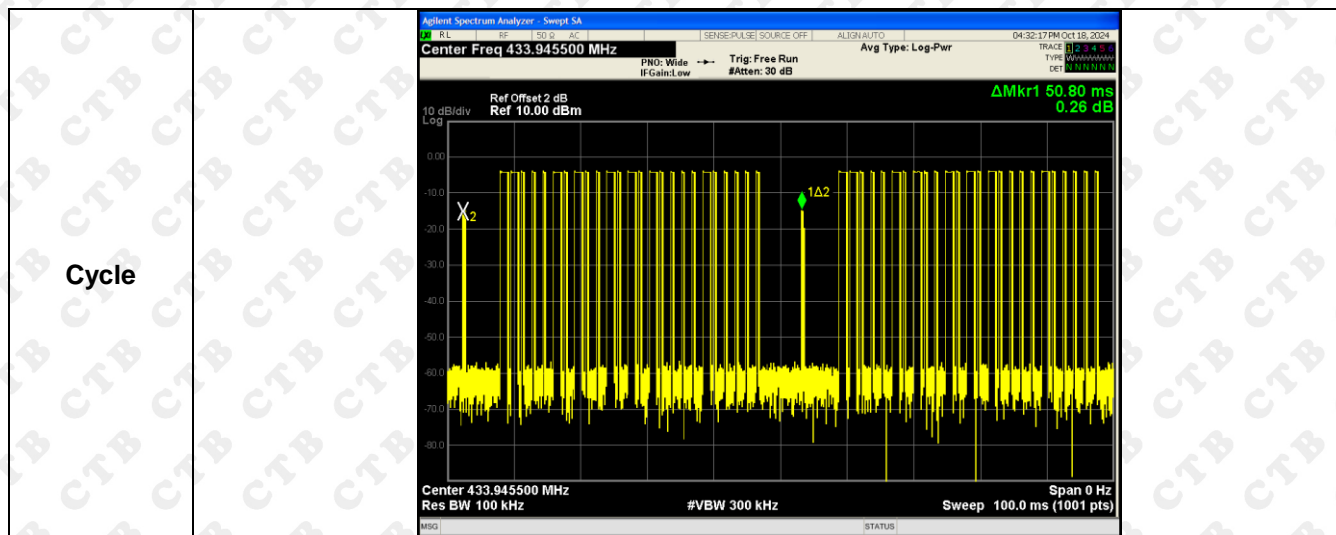 Cycle
Agilent Spectrum Analyzer - Swept SA
RL RF 50 Ω AC SENSE:PULSE SOURCE OFF ALIGN AUTO 04:32:17 PM Oct 18, 2024
Center Freq 433.945500 MHz
PNO: Wide
IFGain:Low
Trig: Free Run
#Atten: 30 dB
Avg Type: Log-Pwr
TRACE 1 2 3 4 5 6
TYPE W
DET N N N N N N
ΔMkr1 50.80 ms
0.26 dB
Ref Offset 2 dB
10 dB/div Ref 10.00 dBm
Log
0.00
-10.0
-20.0
-30.0
-40.0
-50.0
-60.0
-70.0
-80.0
X2
1Δ2
Center 433.945500 MHz Span 0 Hz
Res BW 100 kHz #VBW 300 kHz Sweep 100.0 ms (1001 pts)
MSG STATUS
CTB